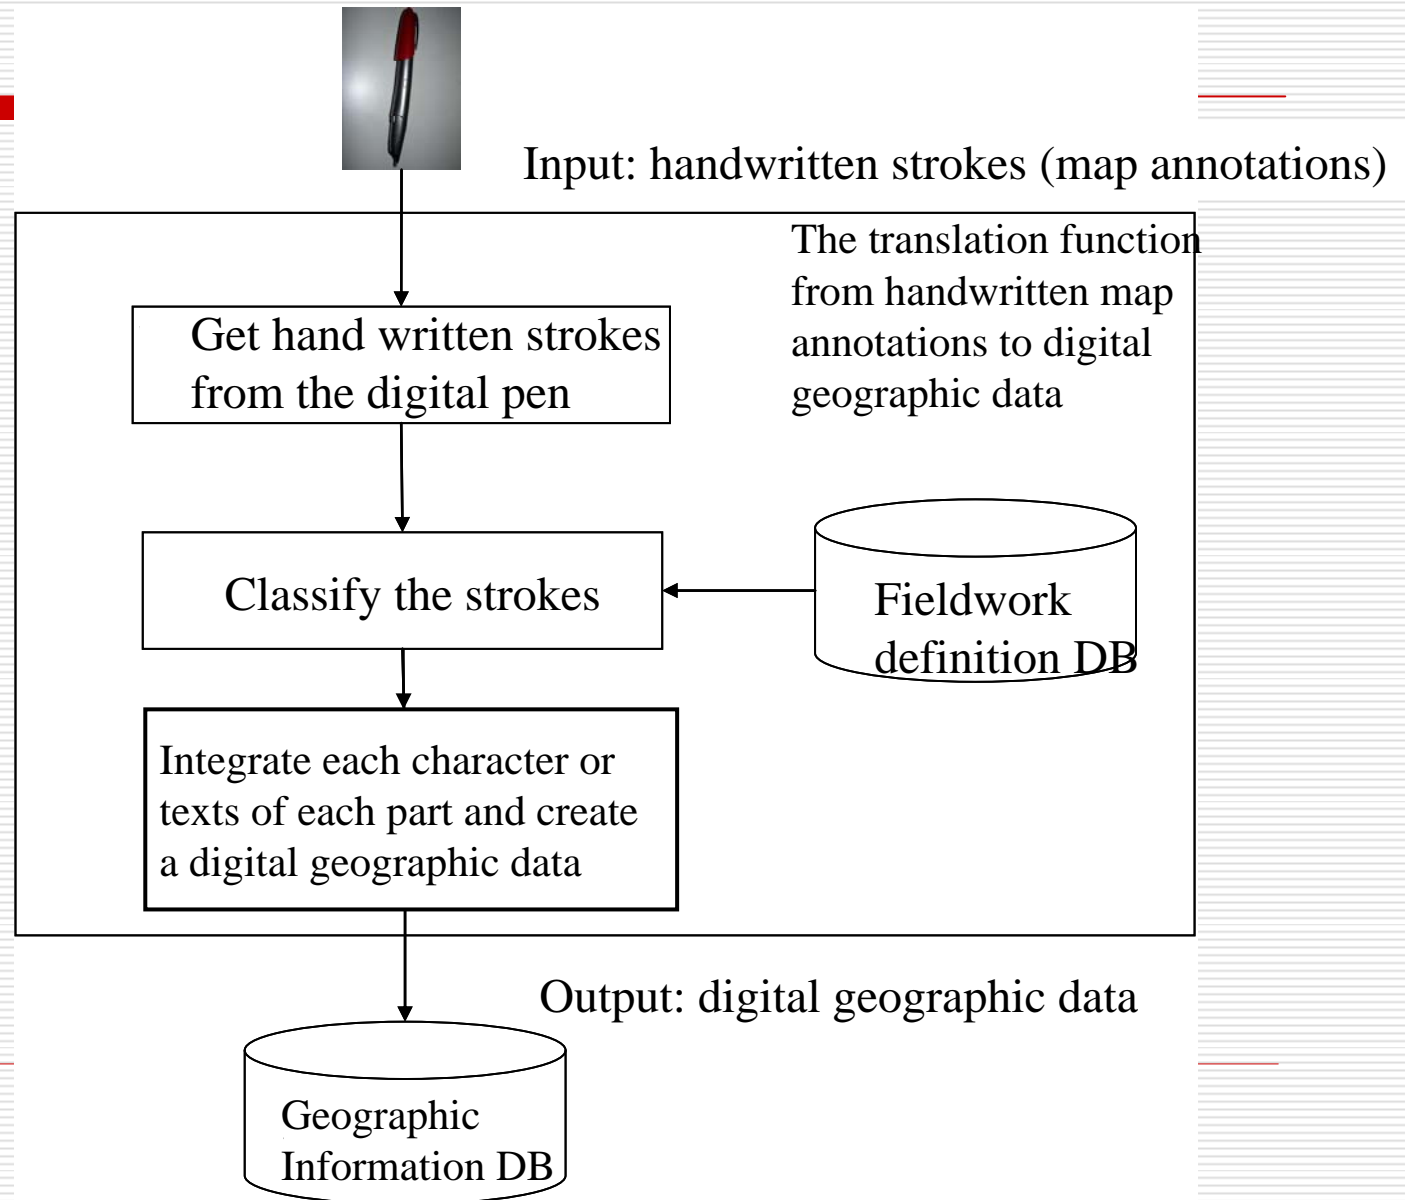 Input: handwritten strokes (map annotations)
The translation function
from handwritten map
annotations to digital
geographic data
Get hand written strokes
from the digital pen
Classify the strokes
Fieldwork
definition DB
Integrate each character or
texts of each part and create
a digital geographic data
Output: digital geographic data
Geographic
Information DB